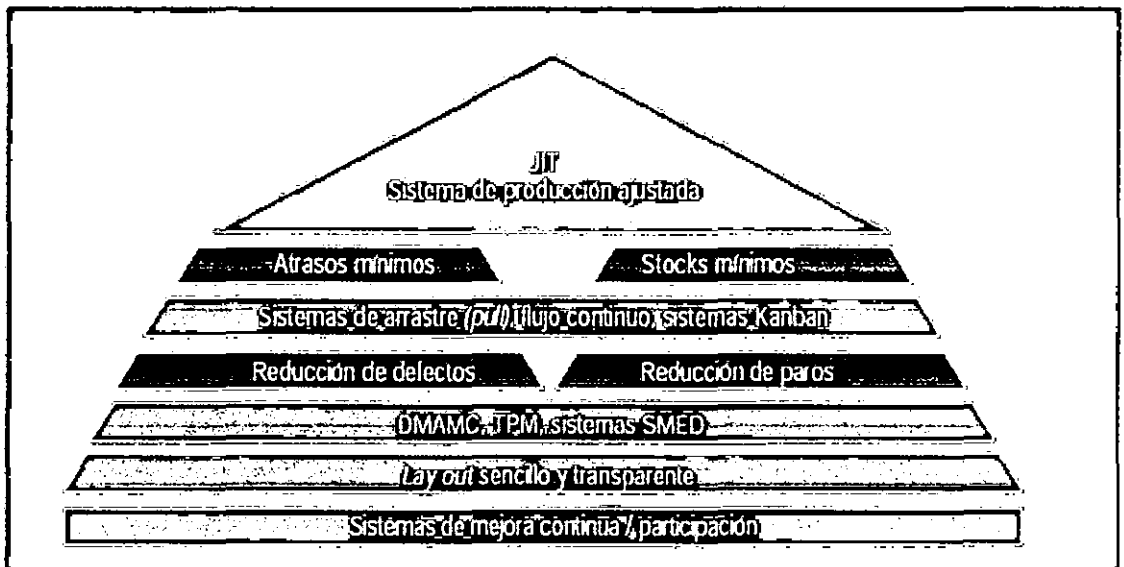 JIT
Sistema de producción ajustada
Atrasos mínimos
Stocks mínimos
Sistemas de arrastre (pull), (flujo continuo) sistemas Kanban
Reducción de defectos
Reducción de paros
DMAMC, TPM, sistemas SMED
Lay out sencillo y transparente
Sistemas de mejora continua / participación